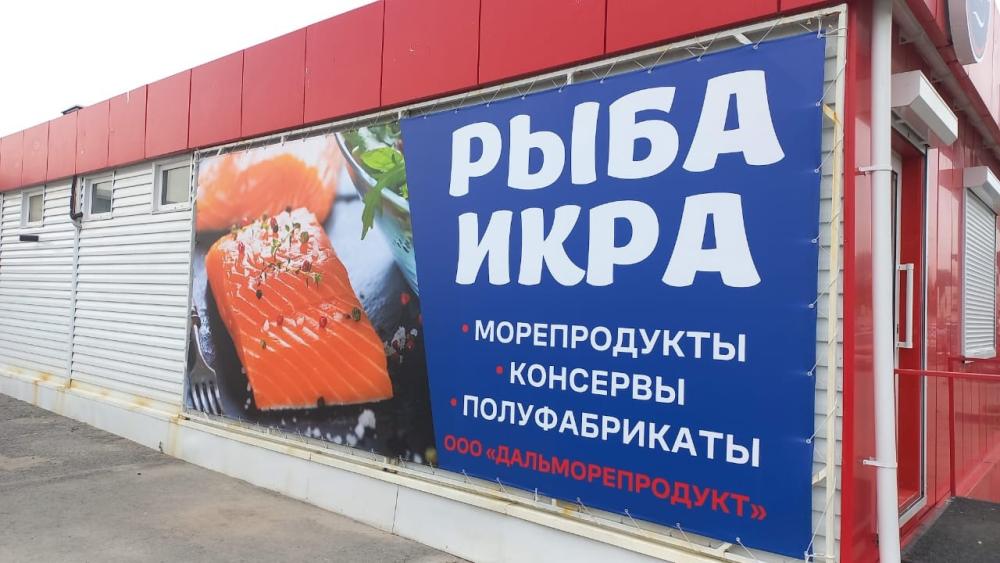 РЫБА
ИКРА
• МОРЕПРОДУКТЫ
• КОНСЕРВЫ
• ПОЛУФАБРИКАТЫ
ООО «ДАЛЬМОРЕПРОДУКТ»